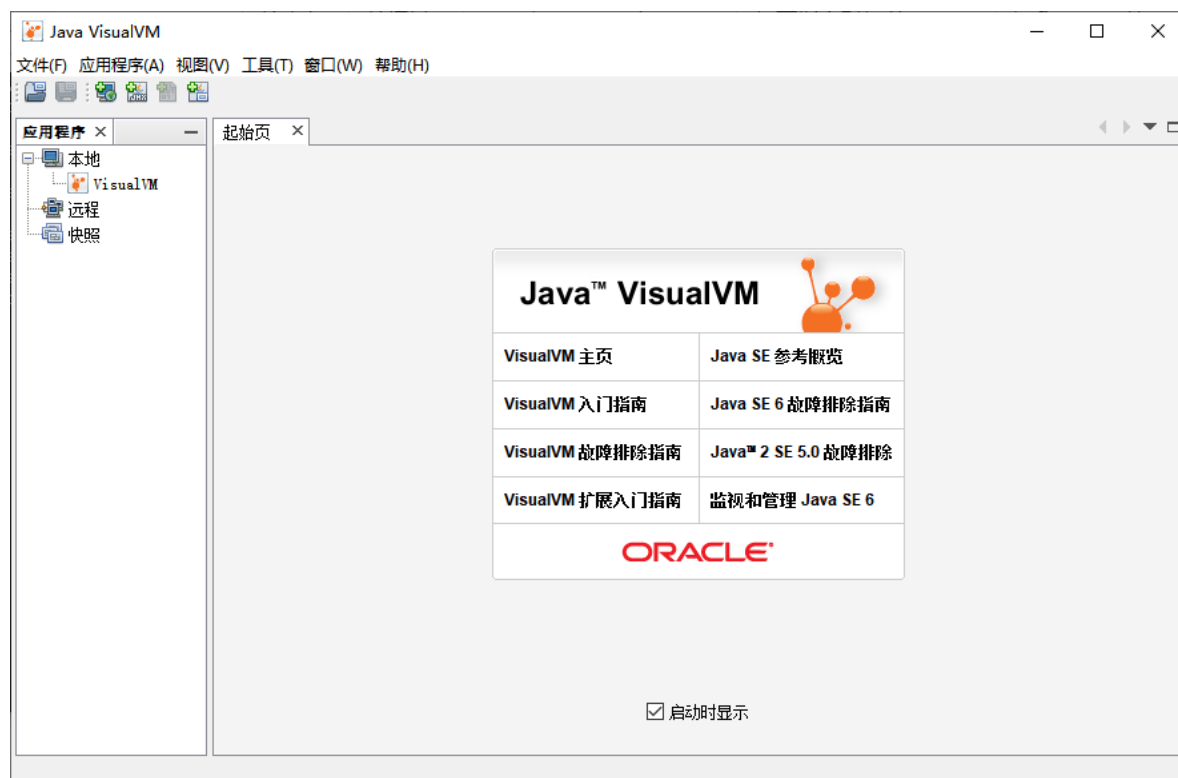 Java VisualVM
文件(F) 应用程序(A) 视图(V) 工具(T) 窗口(W) 帮助(H)
应用程序
起始页
本地
VisualVM
远程
快照
Java™ VisualVM
VisualVM 主页
Java SE 参考概览
VisualVM 入门指南
Java SE 6 故障排除指南
VisualVM 故障排除指南
Java™ 2 SE 5.0 故障排除
VisualVM 扩展入门指南
监视和管理 Java SE 6
ORACLE
启动时显示